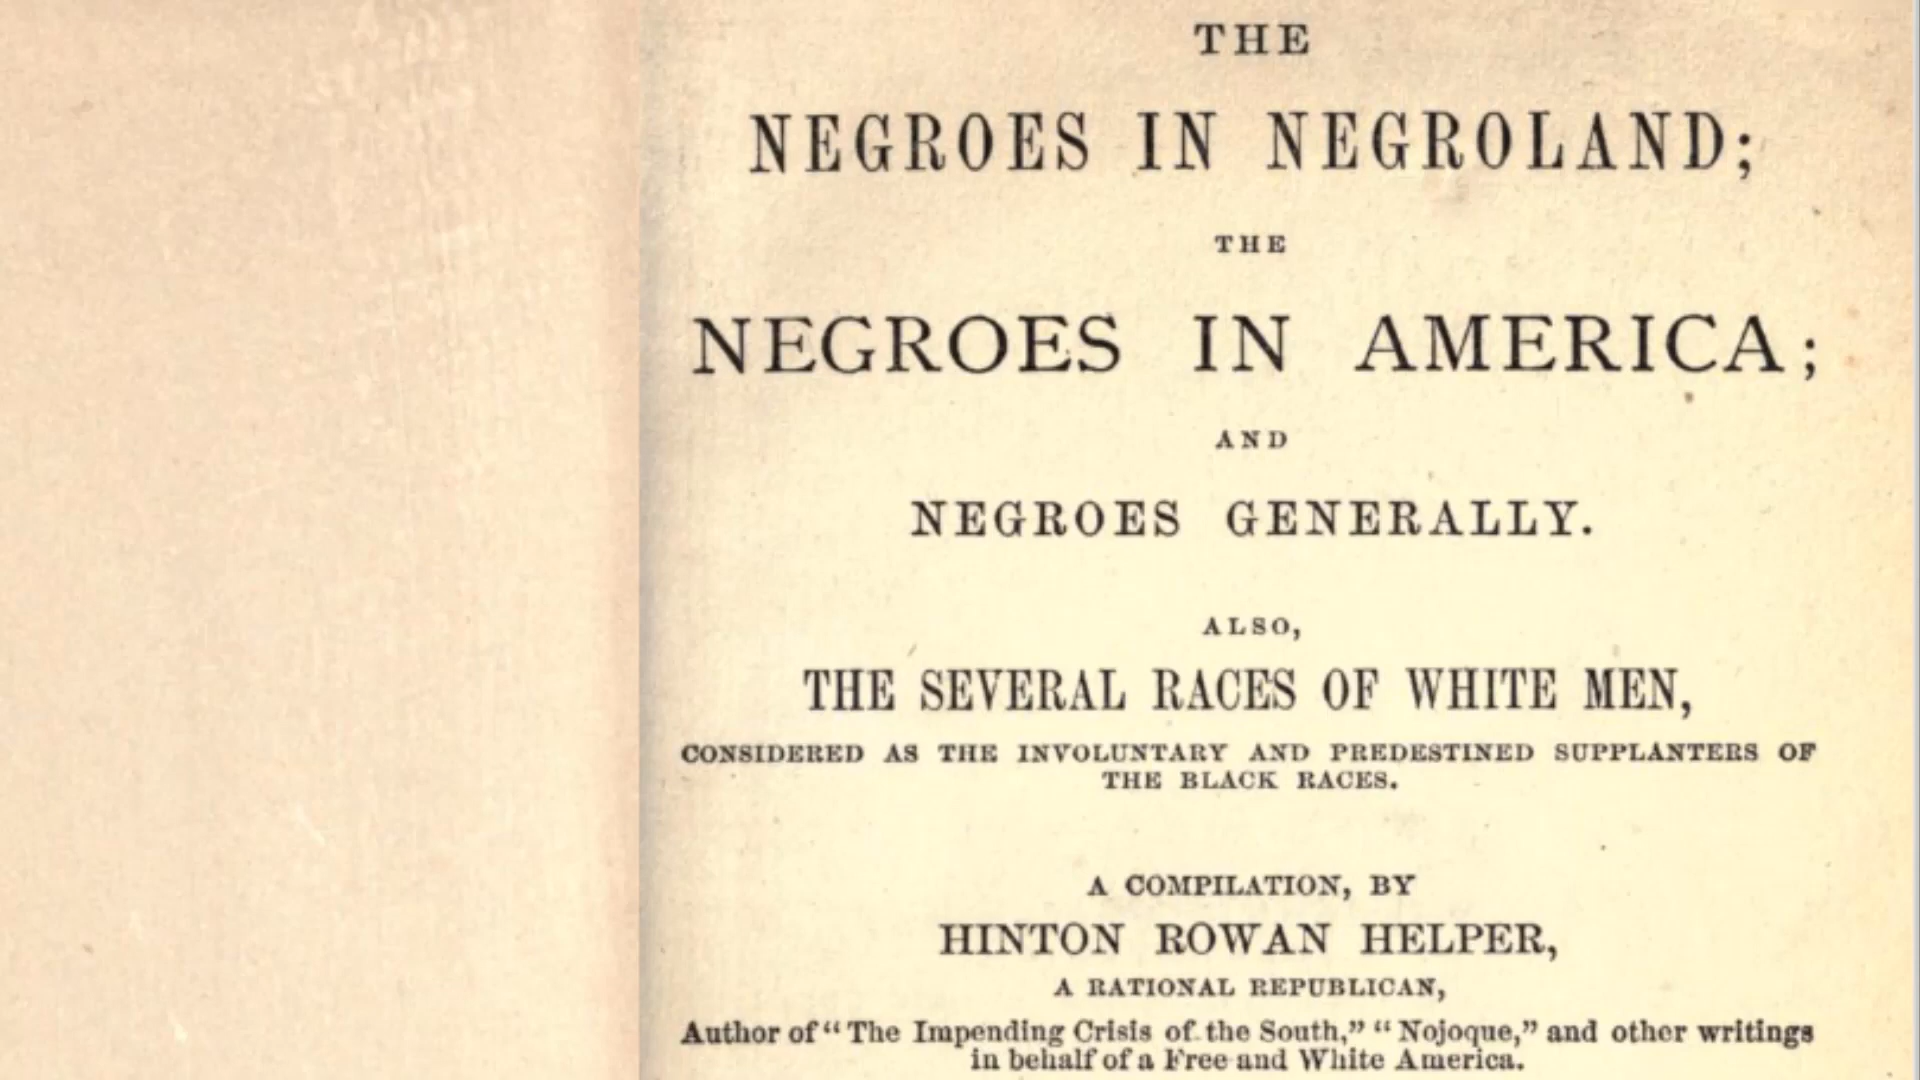 THE
NEGROES IN NEGROLAND;
THE
NEGROES IN AMERICA;
AND
NEGROES GENERALLY.
ALSO,
THE SEVERAL RACES OF WHITE MEN,
CONSIDERED AS THE INVOLUNTARY AND PREDESTINED SUPPLANTERS OF
THE BLACK RACES.
A COMPILATION, BY
HINTON ROWAN HELPER,
A RATIONAL REPUBLICAN,
Author of “The Impending Crisis of the South,” “Nojoque,” and other writings
in behalf of a Free and White America.